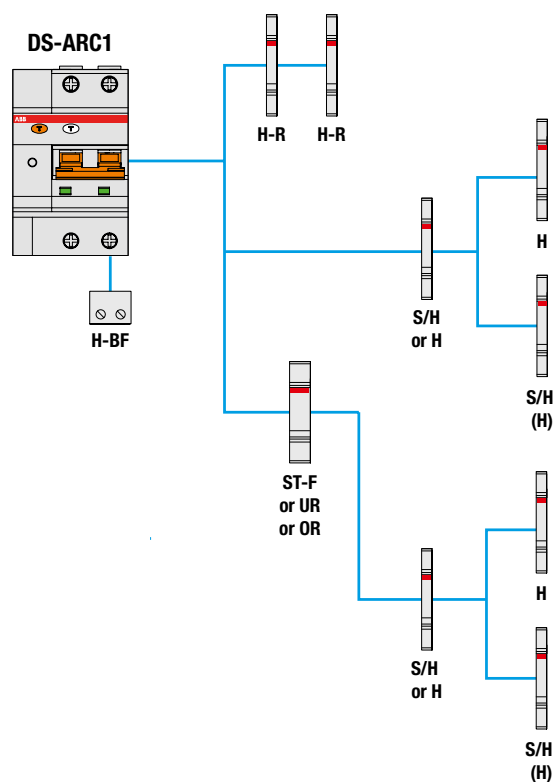 DS-ARC1
ABB
T T
H-R H-R
H
S/H
or H
H-BF
S/H
(H)
ST-F
or UR
or OR
H
S/H
or H
S/H
(H)